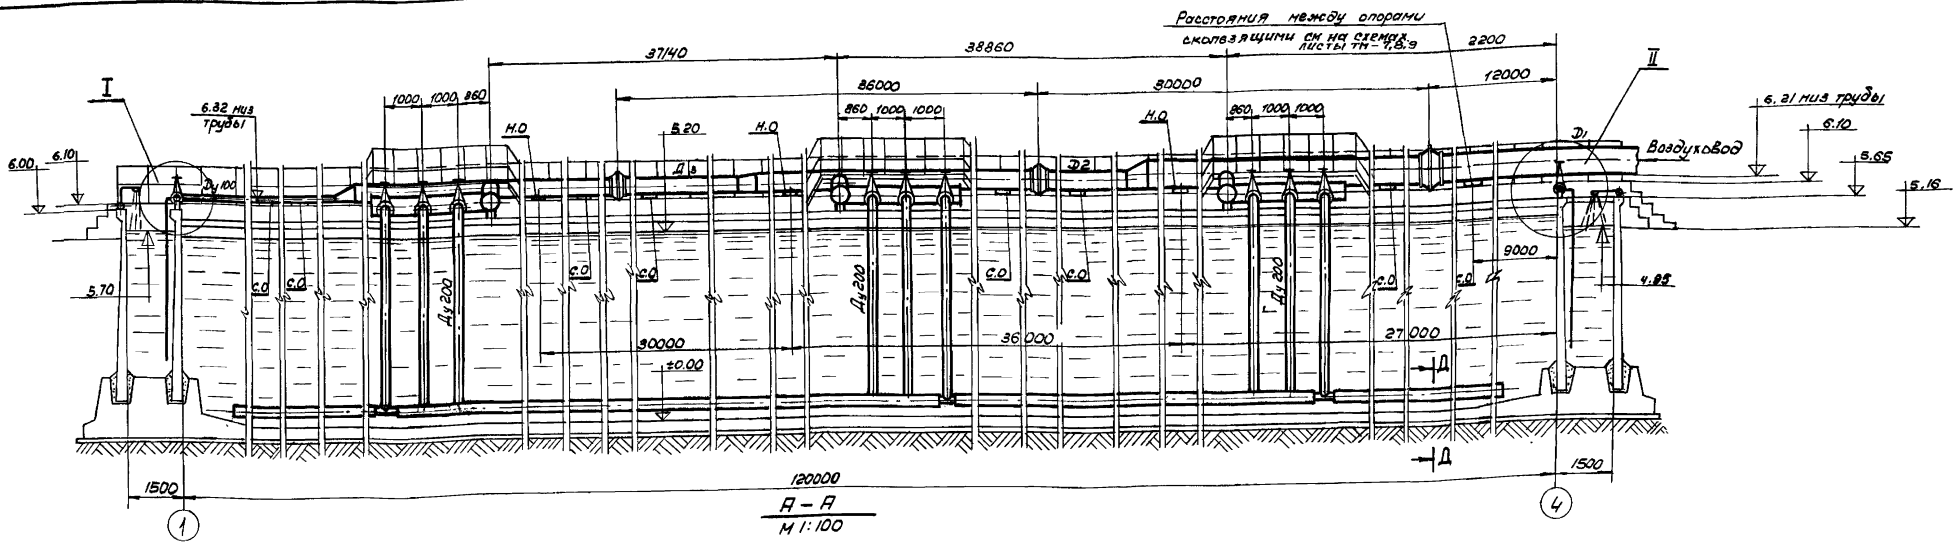 Расстояния между опорами
скользящими см на схемах
листы ТМ-7,8,9
37140
38860
2200
36000
30000
12000
I
II
6.32 низ
трубы
1000 1000 860
860 1000 1000
860 1000 1000
6.21 низ трубы
Н.О
Н.О
Н.О
5.20
6.00
6.10
Ду100
Д3
Д2
Д1
Воздуховод
6.10
5.65
5.16
5.70
С.О
С.О
С.О
С.О
С.О
С.О
С.О
С.О
Ду200
Ду200
Ду200
9000
4.85
30000
36000
27000
±0.00
Д
Д
1500
120000
1500
1
4
А - А
М 1:100